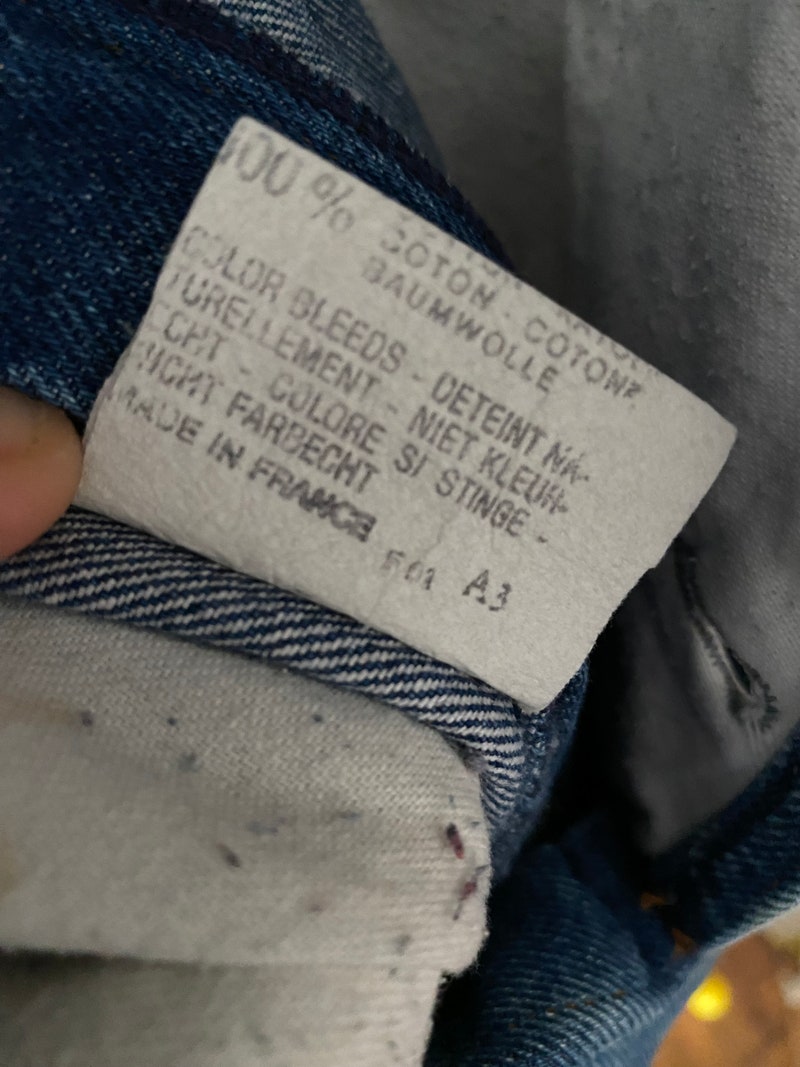 100 % COTON - COTONE
BAUMWOLLE
COLOR BLEEDS - DETEINT NA-
TURELLEMENT - NIET KLEUR-
ECHT - COLORE SI STINGE -
NICHT FARBECHT
MADE IN FRANCE
A3